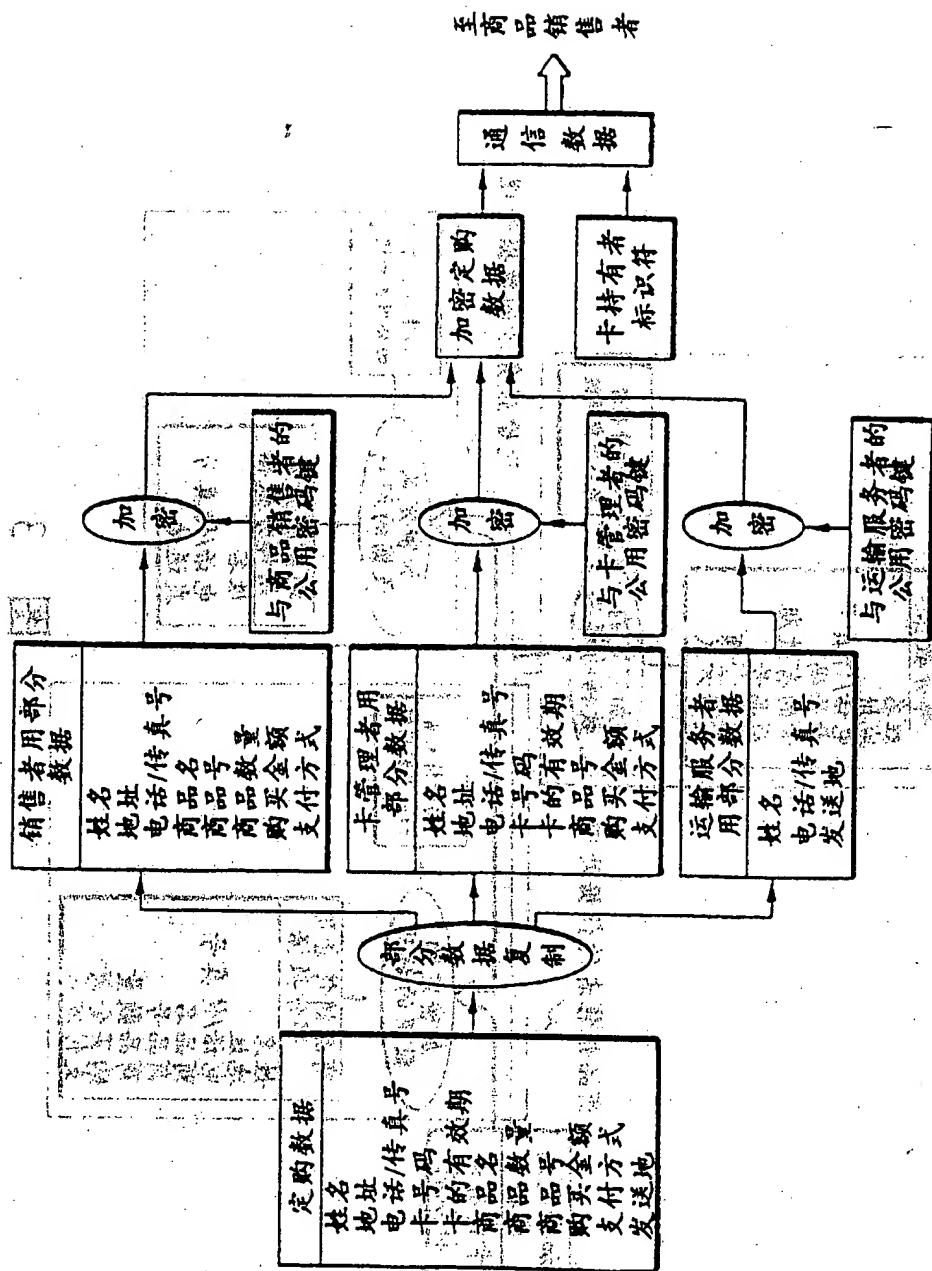 图 3
定购数据
姓名
地址
电话/传真号
卡号码
卡的有效期
商品名
商品数量
商品号
购买金额
支付方式
发送地
部分数据复制
销售者用部分
数据
姓名
地址
电话/传真号
商品名
商品号
商品数量
购买金额
支付方式
卡管理者用
部分数据
姓名
地址
电话/传真号
卡号码
卡的有效期
商品号
购买金额
支付方式
运输服务者
用部分数据
姓名
电话/传真号
发送地
加密
与商品销售者的
公用密码键
加密
与卡管理者的
公用密码键
加密
与运输服务者的
公用密码键
加密定购
数据
卡持有者
标识符
通信数据
至商品销售者